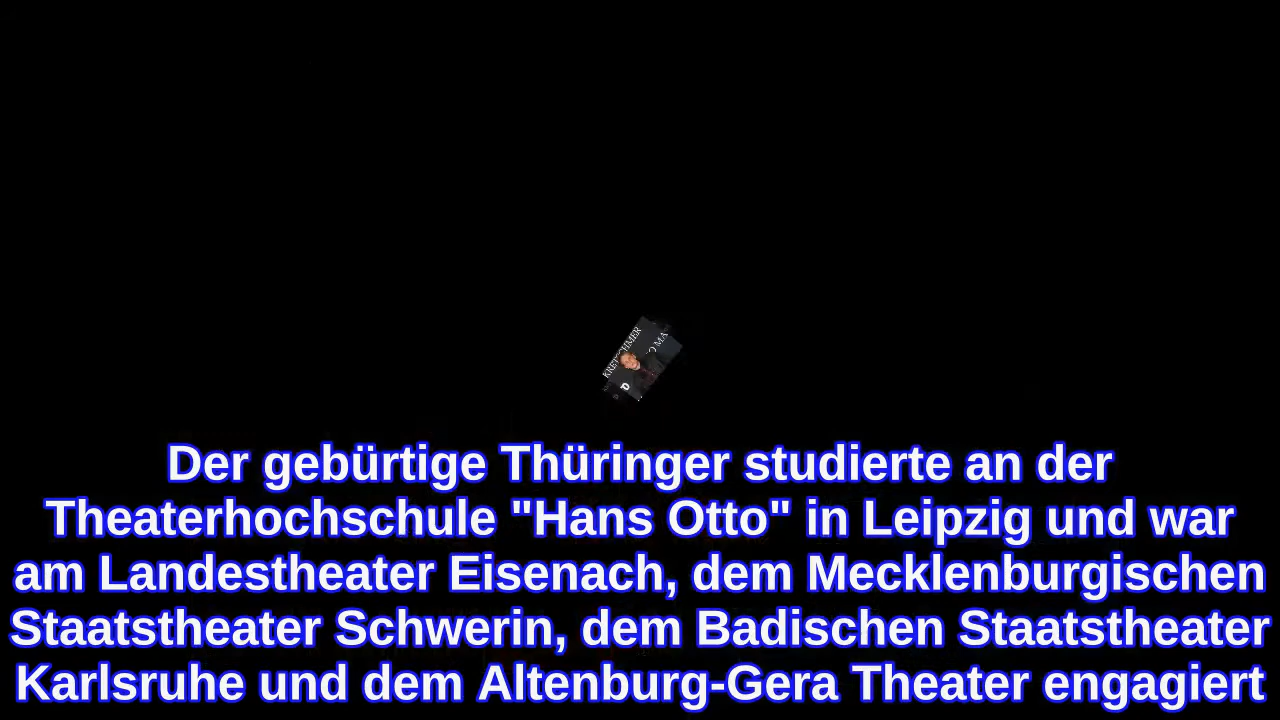 Der gebürtige Thüringer studierte an der
Theaterhochschule "Hans Otto" in Leipzig und war
am Landestheater Eisenach, dem Mecklenburgischen
Staatstheater Schwerin, dem Badischen Staatstheater
Karlsruhe und dem Altenburg-Gera Theater engagiert